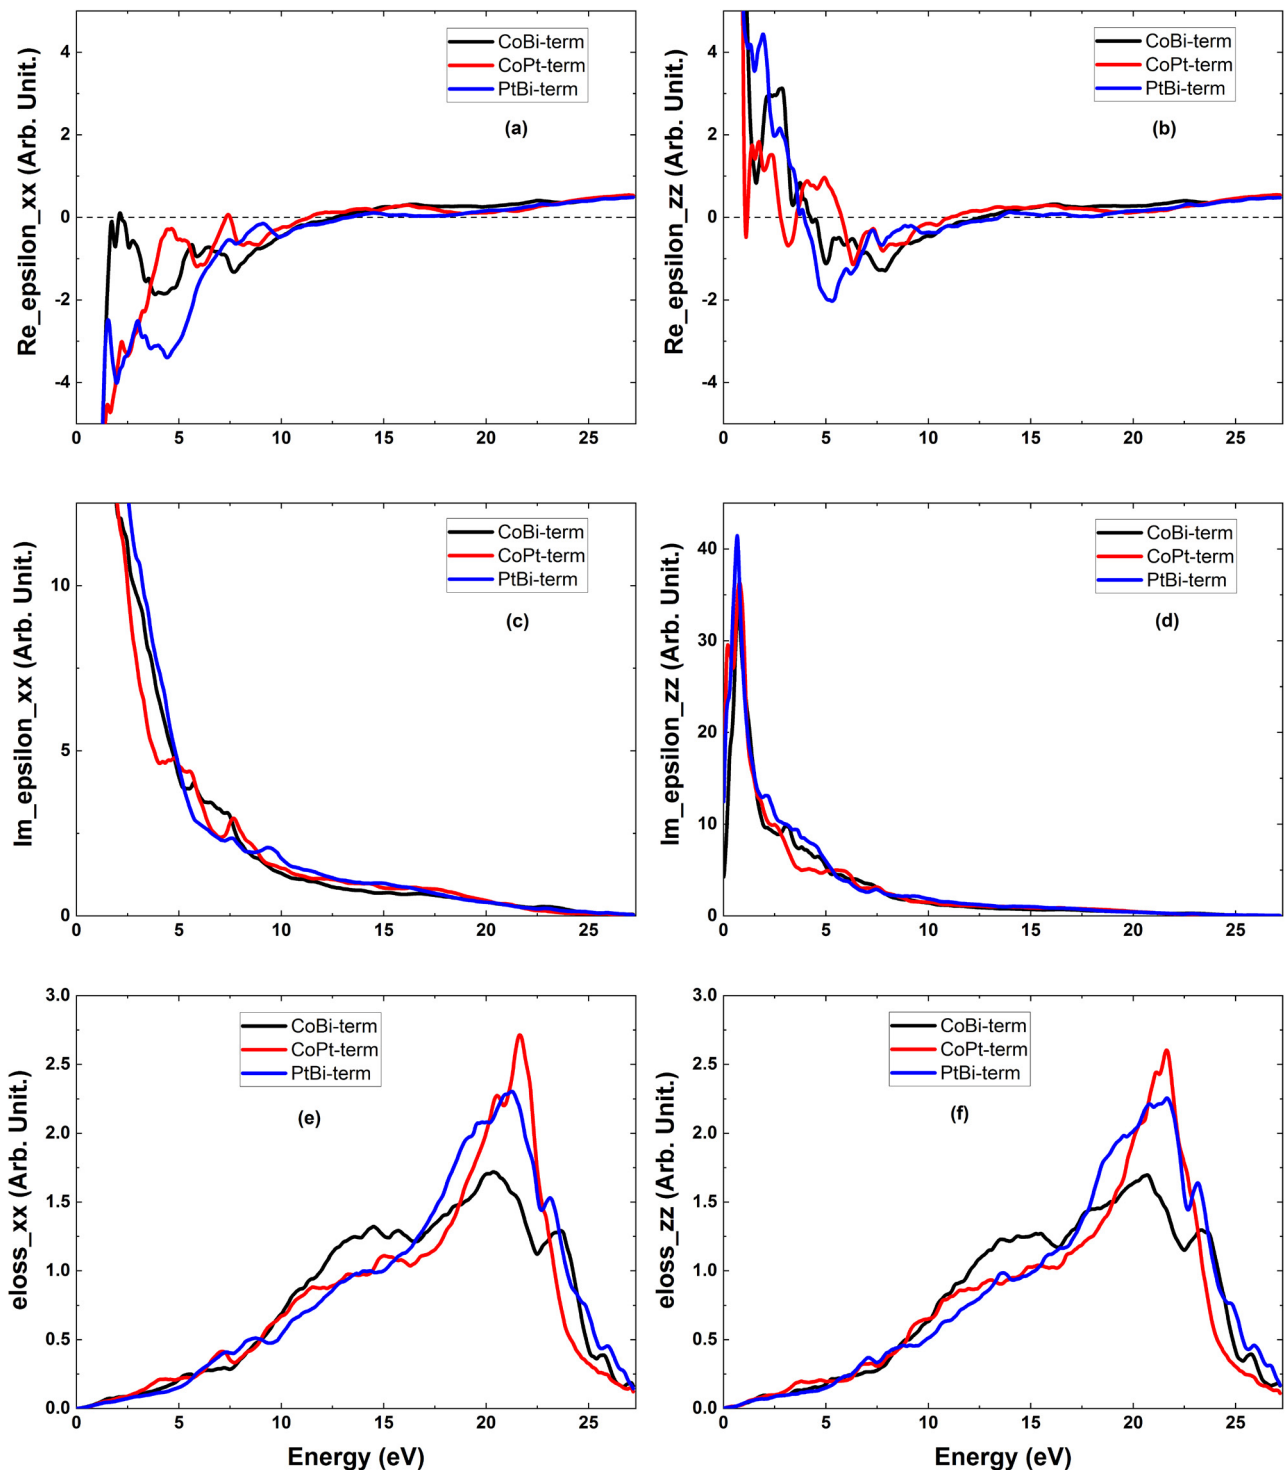 Re_epsilon_xx (Arb. Unit.)
4
2
0
-2
-4
CoBi-term
CoPt-term
PtBi-term
(a)
0 5 10 15 20 25
Re_epsilon_zz (Arb. Unit.)
4
2
0
-2
-4
CoBi-term
CoPt-term
PtBi-term
(b)
0 5 10 15 20 25
Im_epsilon_xx (Arb. Unit.)
10
5
0
CoBi-term
CoPt-term
PtBi-term
(c)
0 5 10 15 20 25
Im_epsilon_zz (Arb. Unit.)
40
30
20
10
0
CoBi-term
CoPt-term
PtBi-term
(d)
0 5 10 15 20 25
eloss_xx (Arb. Unit.)
3.0
2.5
2.0
1.5
1.0
0.5
0.0
CoBi-term
CoPt-term
PtBi-term
(e)
0 5 10 15 20 25
Energy (eV)
eloss_zz (Arb. Unit.)
3.0
2.5
2.0
1.5
1.0
0.5
0.0
CoBi-term
CoPt-term
PtBi-term
(f)
0 5 10 15 20 25
Energy (eV)